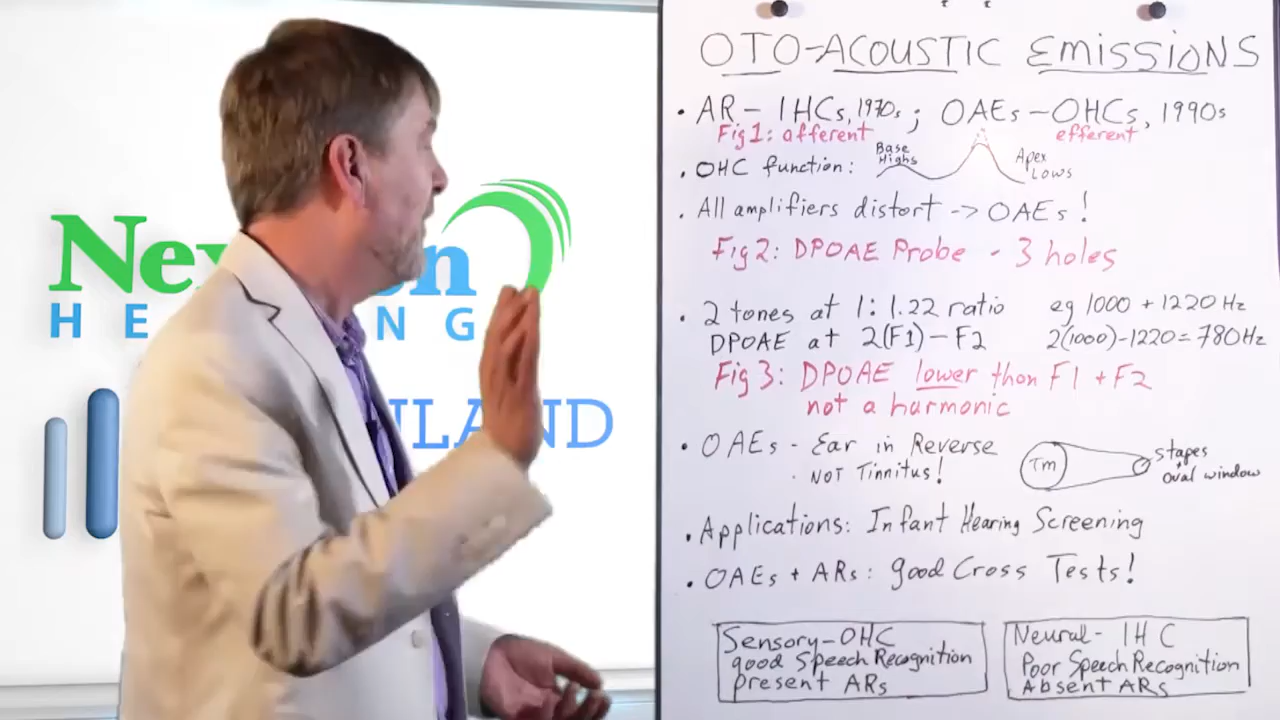 OTO-ACOUSTIC EMISSIONS
• AR - IHCs, 1970s; OAEs - OHCs, 1990s
Fig 1: afferent efferent
• OHC function: Base Highs Apex Lows
• All amplifiers distort -> OAEs!
Fig 2: DPOAE Probe - 3 holes
• 2 tones at 1:1.22 ratio eg 1000 + 1220 Hz
DPOAE at 2(F1)-F2 2(1000)-1220=780Hz
Fig 3: DPOAE lower than F1 + F2
not a harmonic
• OAEs - Ear in Reverse
• NOT Tinnitus!
TM
stapes
oval window
• Applications: Infant Hearing Screening
• OAEs + ARs: good Cross Tests!
Sensory-OHC
good Speech Recognition
present ARs
Neural- IHC
Poor Speech Recognition
Absent ARs